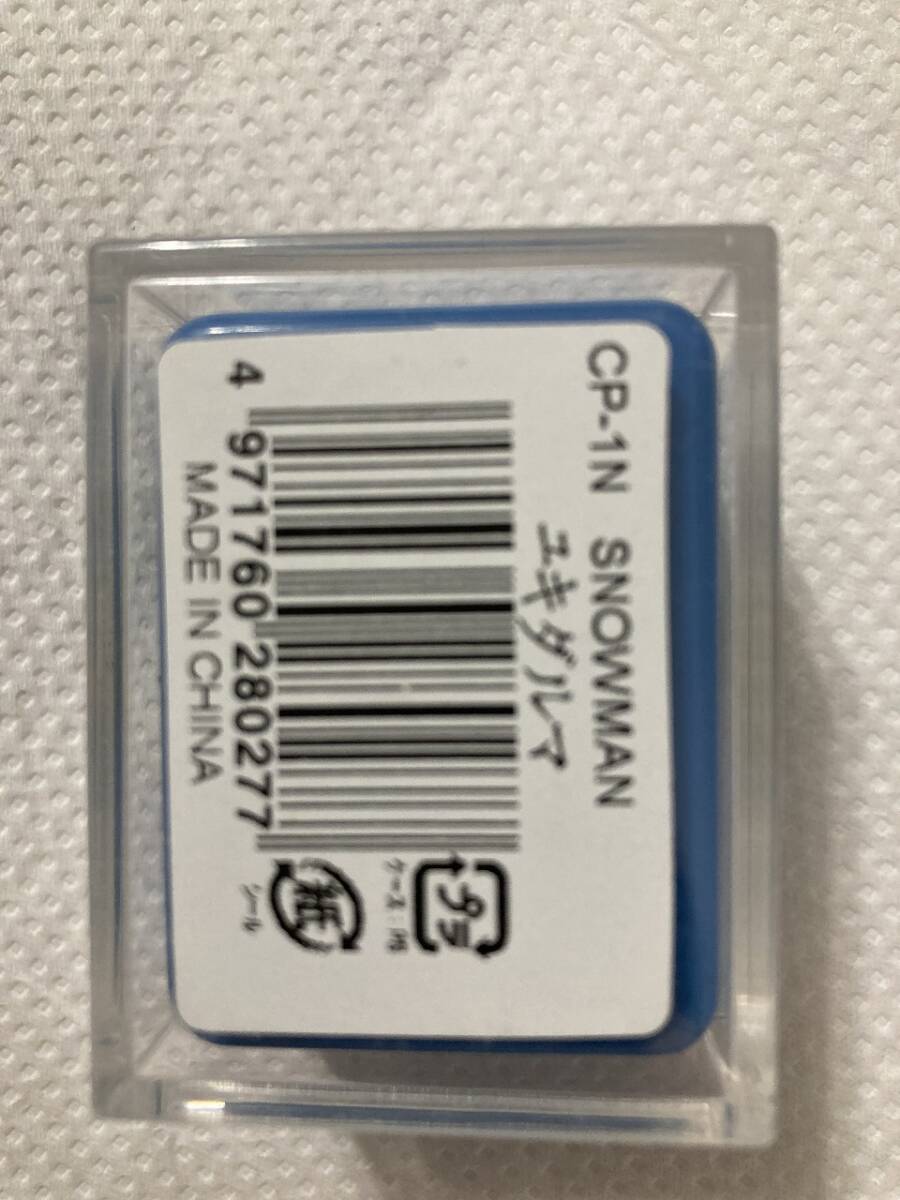 CP-1N SNOWMAN
ユキダルマ
4 971760 280277
MADE IN CHINA
プラ
ケース：PS
紙
シール